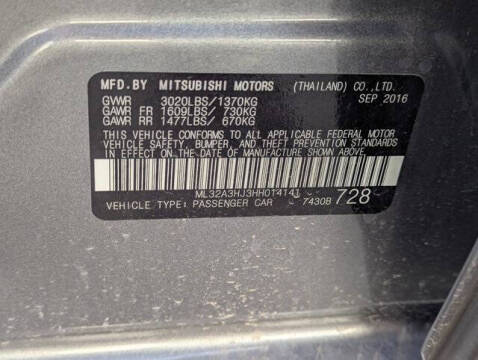 MFD.BY MITSUBISHI MOTORS (THAILAND) CO.,LTD.
GVWR 3020LBS/1370KG SEP 2016
GAWR FR 1609LBS/ 730KG
GAWR RR 1477LBS/ 670KG
THIS VEHICLE CONFORMS TO ALL APPLICABLE FEDERAL MOTOR
VEHICLE SAFETY, BUMPER, AND THEFT PREVENTION STANDARDS
IN EFFECT ON THE DATE OF MANUFACTURE SHOWN ABOVE.
ML32A3HJ3HH014141
VEHICLE TYPE: PASSENGER CAR 7430B 728